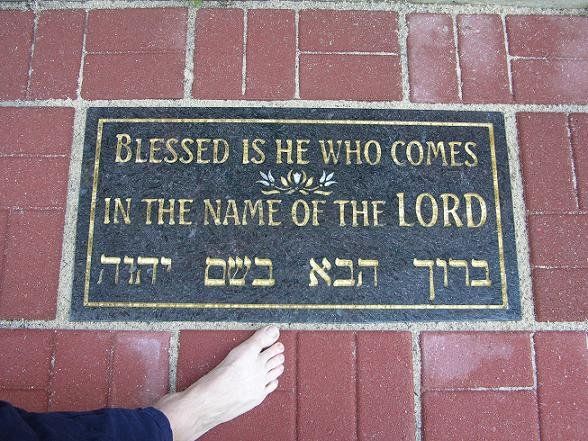 BLESSED IS HE WHO COMES
IN THE NAME OF THE LORD
ברוך הבא בשם יהוה